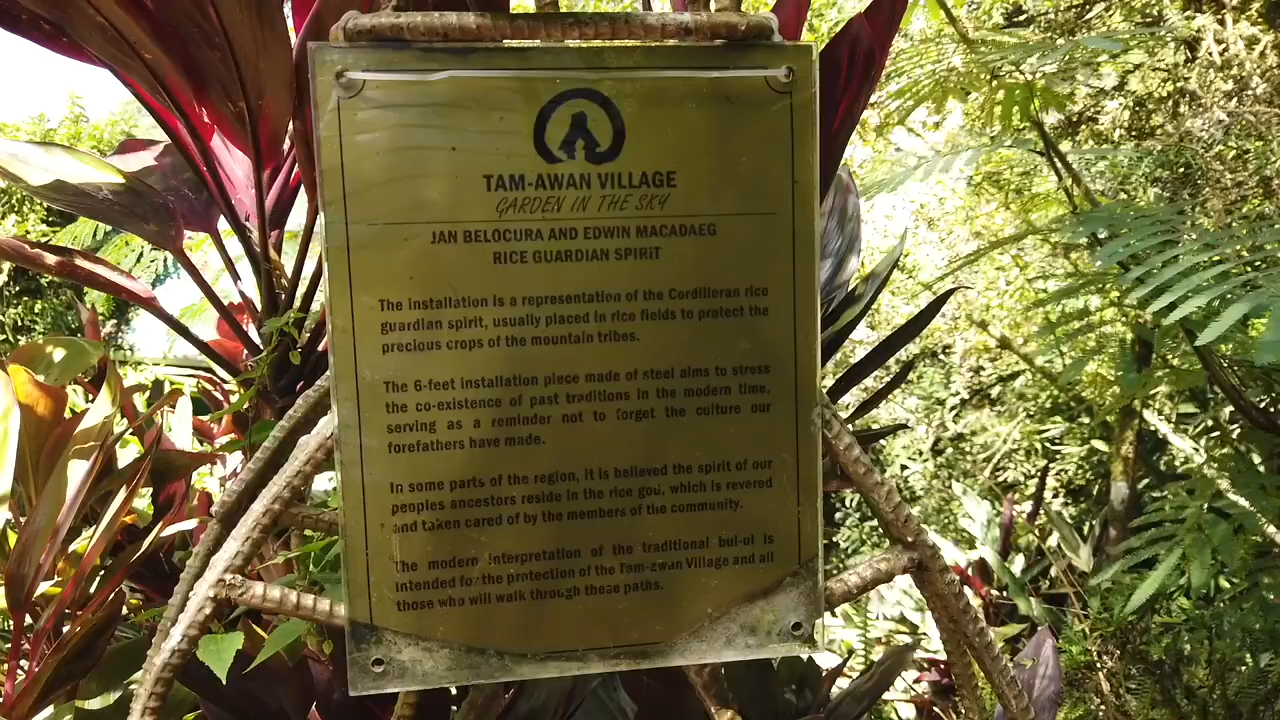 TAM-AWAN VILLAGE
GARDEN IN THE SKY
JAN BELOCURA AND EDWIN MACADAEG
RICE GUARDIAN SPIRiT
The installation is a representation of the Cordilleran rice
guardian spirit, usually placed in rice fields to protect the
precious crops of the mountain tribes.
The 6-feet installation piece made of steel aims to stress
the co-existence of past traditions in the modern time,
serving as a reminder not to forget the culture our
forefathers have made.
In some parts of the region, it is believed the spirit of our
peoples ancestors reside in the rice god, which is revered
and taken cared of by the members of the community.
The modern interpretation of the traditional bul-ul is
intended for the protection of the Tam-awan Village and all
those who will walk through these paths.